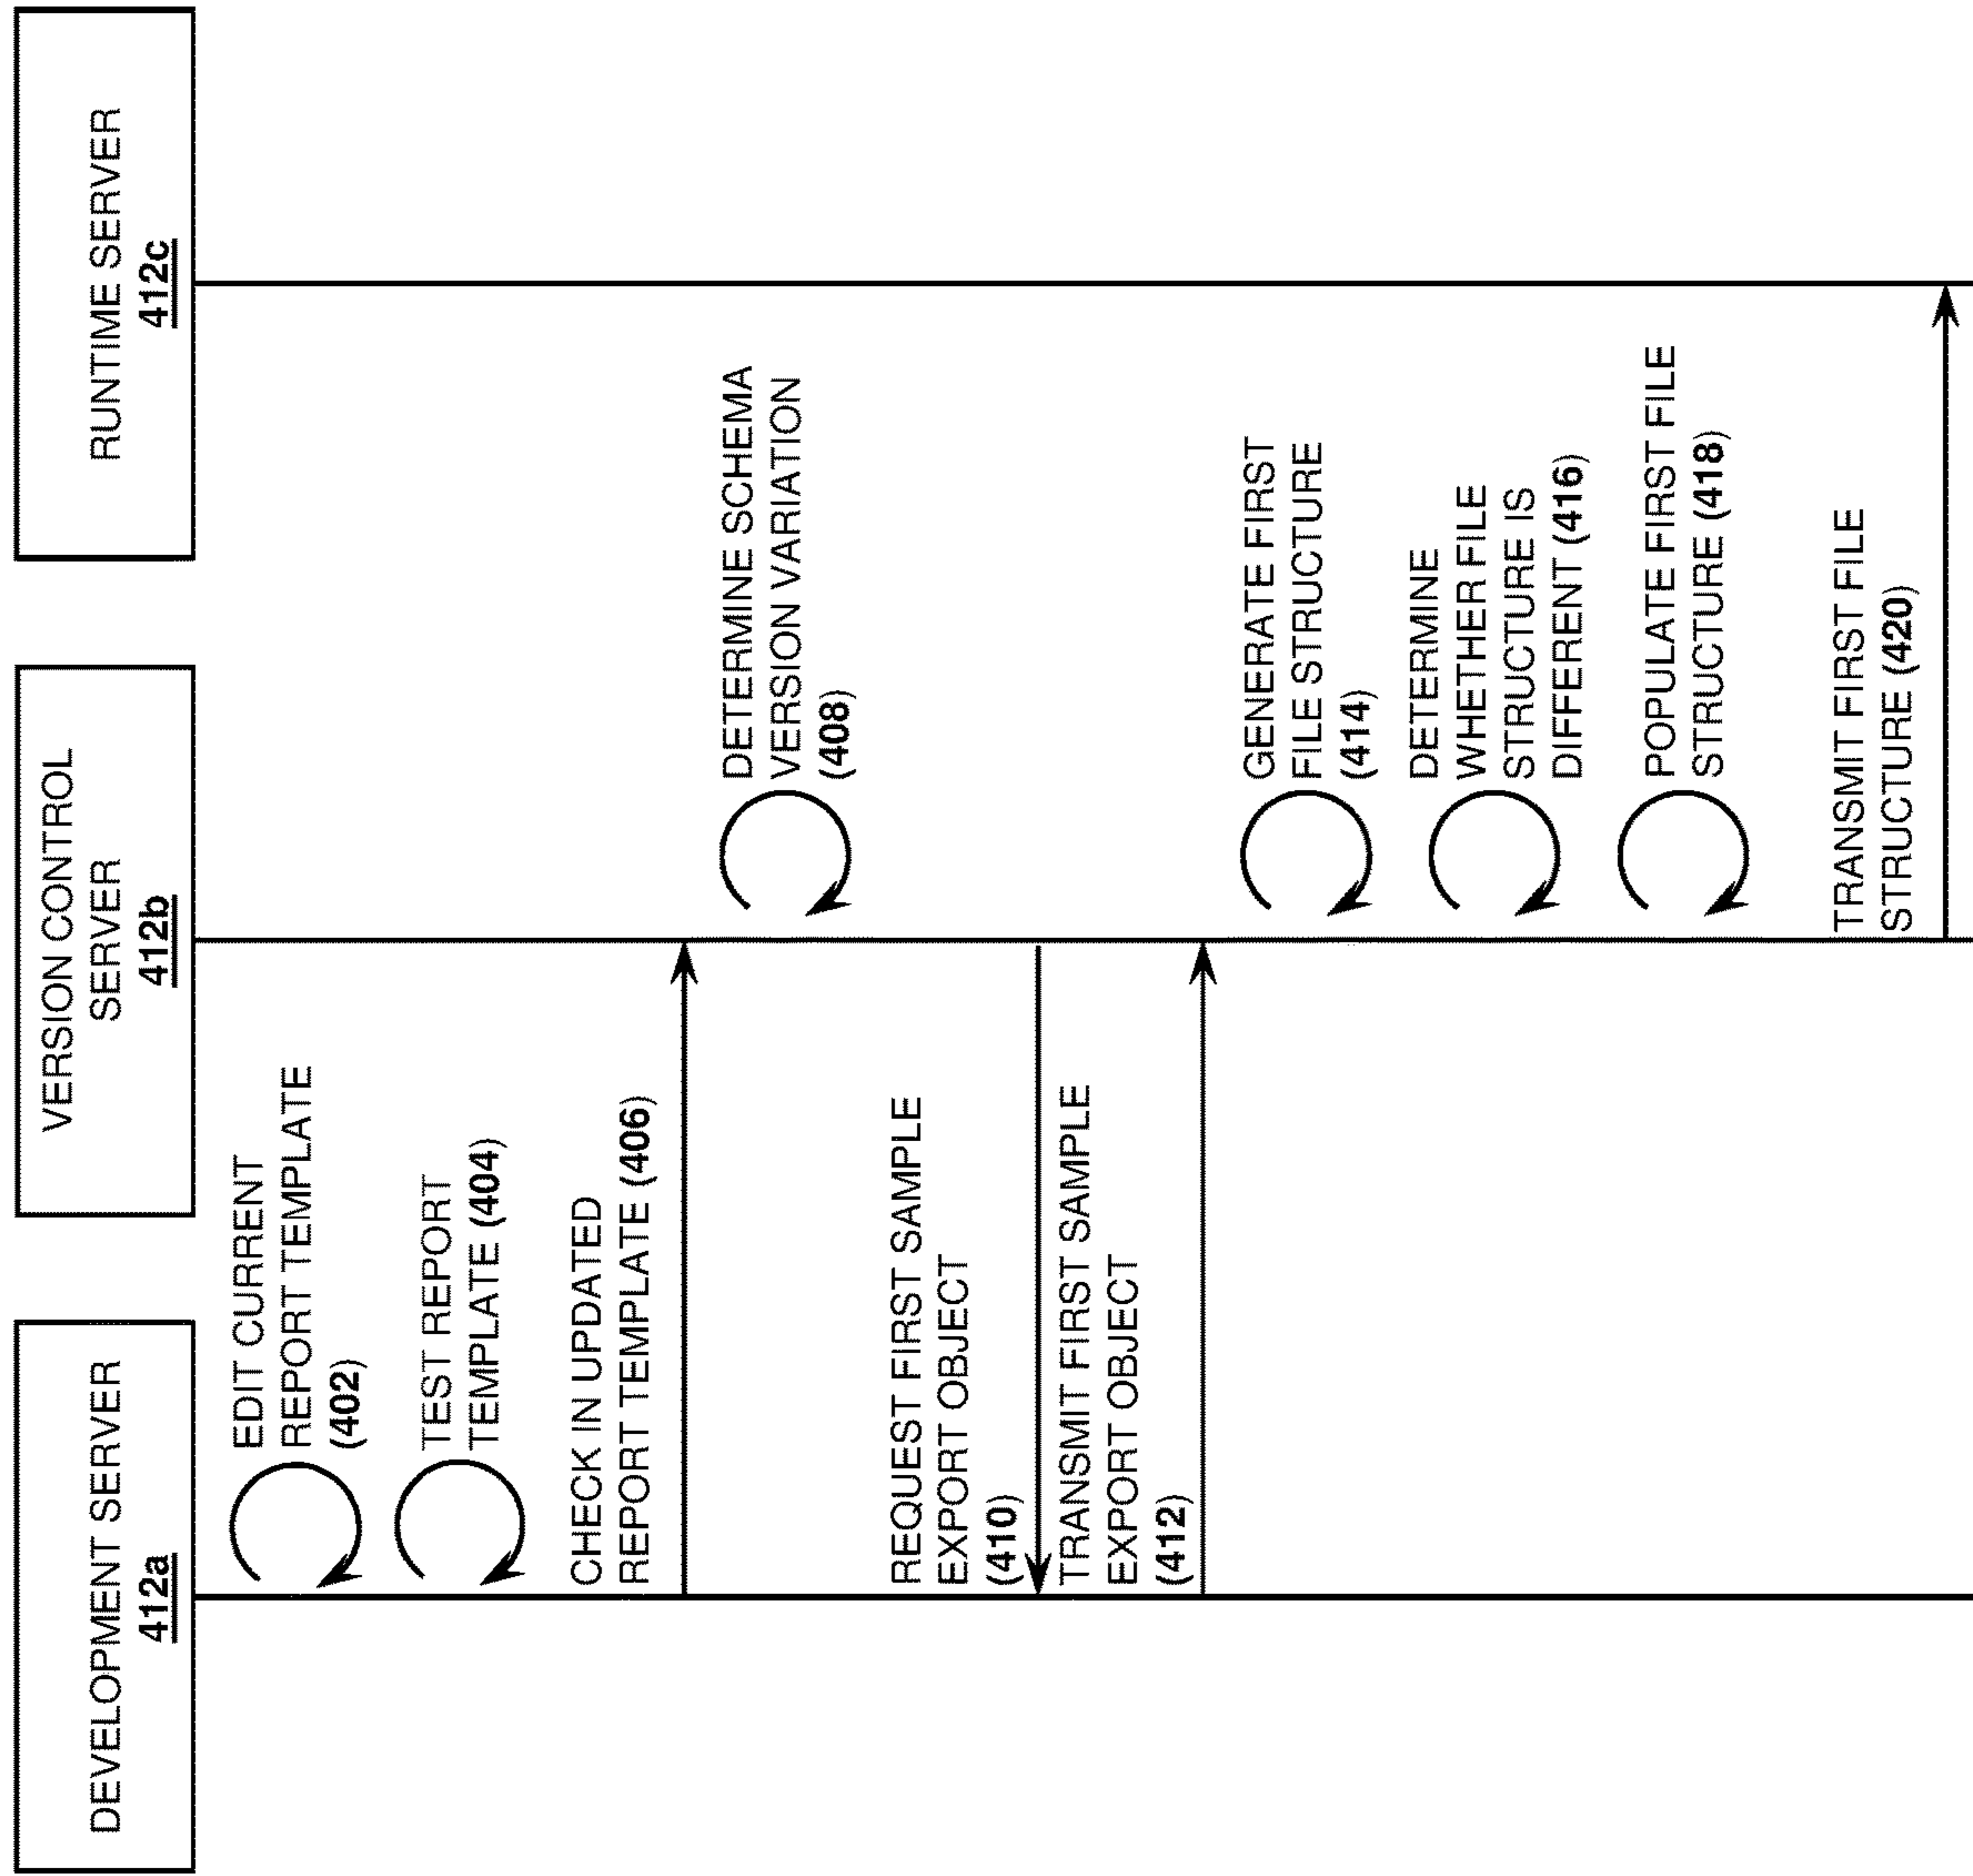 DEVELOPMENT SERVER
412a
VERSION CONTROL
SERVER
412b
RUNTIME SERVER
412c
EDIT CURRENT
REPORT TEMPLATE
(402)
TEST REPORT
TEMPLATE (404)
CHECK IN UPDATED
REPORT TEMPLATE (406)
DETERMINE SCHEMA
VERSION VARIATION
(408)
REQUEST FIRST SAMPLE
EXPORT OBJECT
(410)
TRANSMIT FIRST SAMPLE
EXPORT OBJECT
(412)
GENERATE FIRST
FILE STRUCTURE
(414)
DETERMINE
WHETHER FILE
STRUCTURE IS
DIFFERENT (416)
POPULATE FIRST FILE
STRUCTURE (418)
TRANSMIT FIRST FILE
STRUCTURE (420)